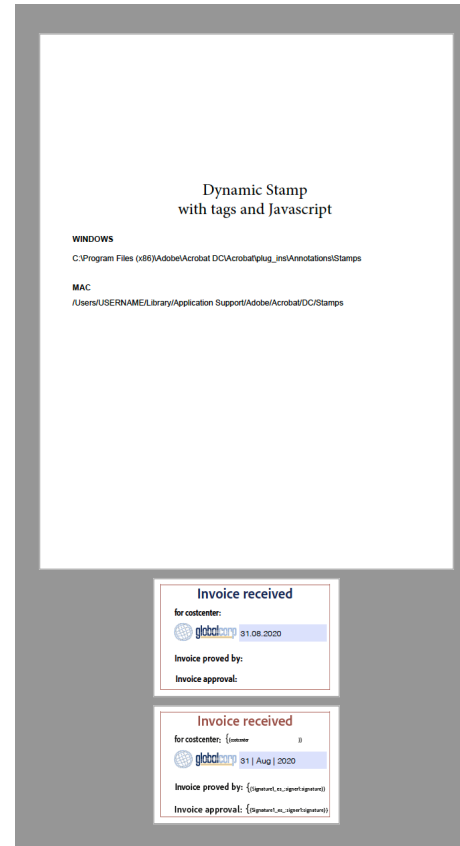 Dynamic Stamp
with tags and Javascript
WINDOWS
C:\Program Files (x86)\Adobe\Acrobat DC\Acrobat\plug_ins\Annotations\Stamps
MAC
/Users/USERNAME/Library/Application Support/Adobe/Acrobat/DC/Stamps
Invoice received
for costcenter:
globalcorp 31.08.2020
Invoice proved by:
Invoice approval:
Invoice received
for costcenter: {{costcenter }}
globalcorp 31 | Aug | 2020
Invoice proved by: {{Signature1_es_:signer1:signature}}
Invoice approval: {{Signature1_es_:signer1:signature}}